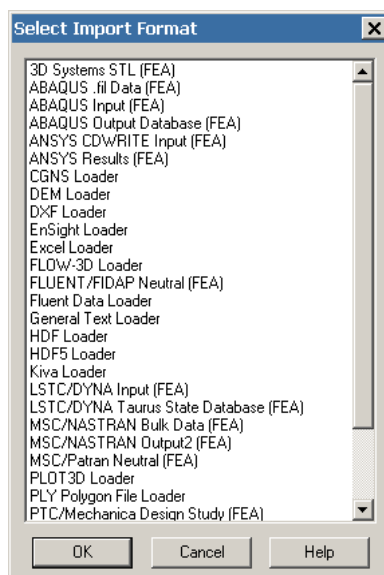 Select Import Format
3D Systems STL (FEA)
ABAQUS .fil Data (FEA)
ABAQUS Input (FEA)
ABAQUS Output Database (FEA)
ANSYS CDWRITE Input (FEA)
ANSYS Results (FEA)
CGNS Loader
DEM Loader
DXF Loader
EnSight Loader
Excel Loader
FLOW-3D Loader
FLUENT/FIDAP Neutral (FEA)
Fluent Data Loader
General Text Loader
HDF Loader
HDF5 Loader
Kiva Loader
LSTC/DYNA Input (FEA)
LSTC/DYNA Taurus State Database (FEA)
MSC/NASTRAN Bulk Data (FEA)
MSC/NASTRAN Output2 (FEA)
MSC/Patran Neutral (FEA)
PLOT3D Loader
PLY Polygon File Loader
PTC/Mechanica Design Study (FEA)
OK Cancel Help